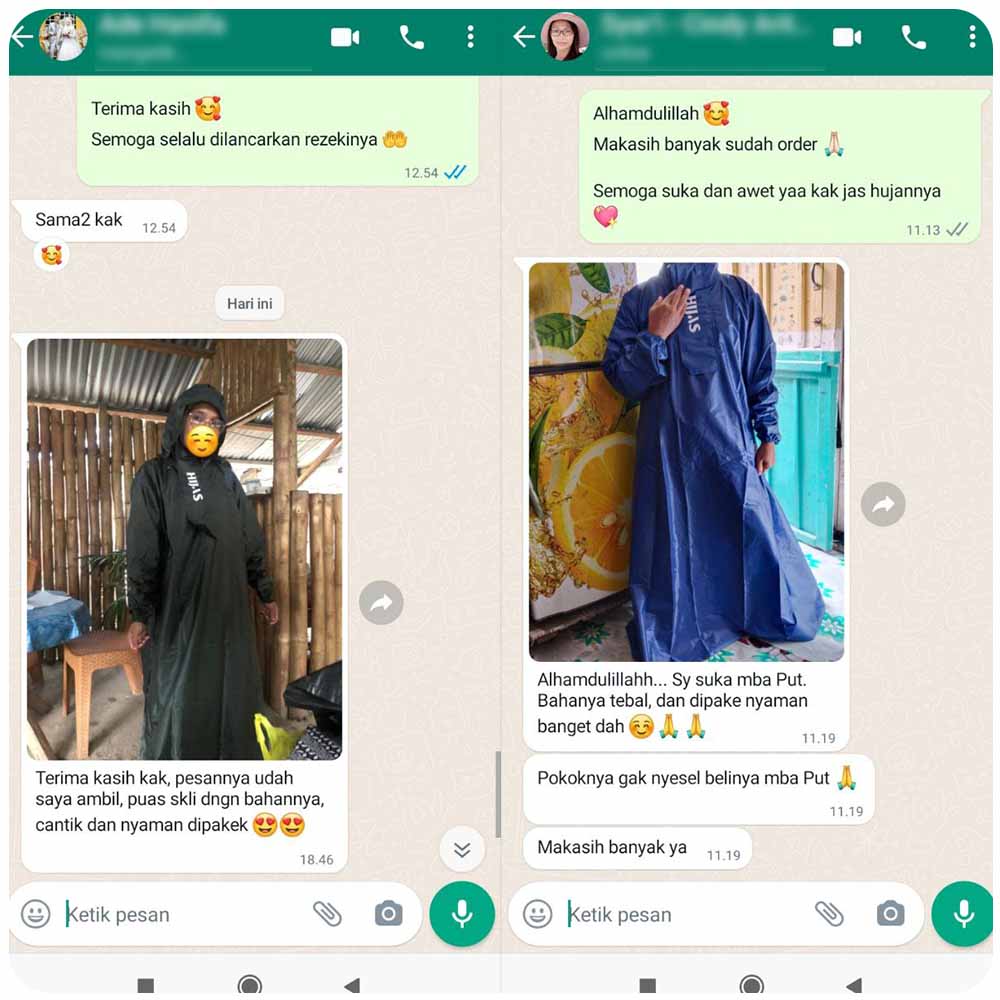 Terima kasih 🥰
Semoga selalu dilancarkan rezekinya 🤲
12.54
Sama2 kak 12.54
🥰
Hari ini
HIJAS
Terima kasih kak, pesannya udah
saya ambil, puas skli dngn bahannya,
cantik dan nyaman dipakek 😍😍
18.46
Ketik pesan
Alhamdulillah 🥰
Makasih banyak sudah order 🙏🏻
Semoga suka dan awet yaa kak jas hujannya
💖
11.13
Alhamdulillahh... Sy suka mba Put.
Bahanya tebal, dan dipake nyaman
banget dah ☺️🙏🙏
11.19
Pokoknya gak nyesel belinya mba Put 🙏
11.19
Makasih banyak ya 11.19
Ketik pesan